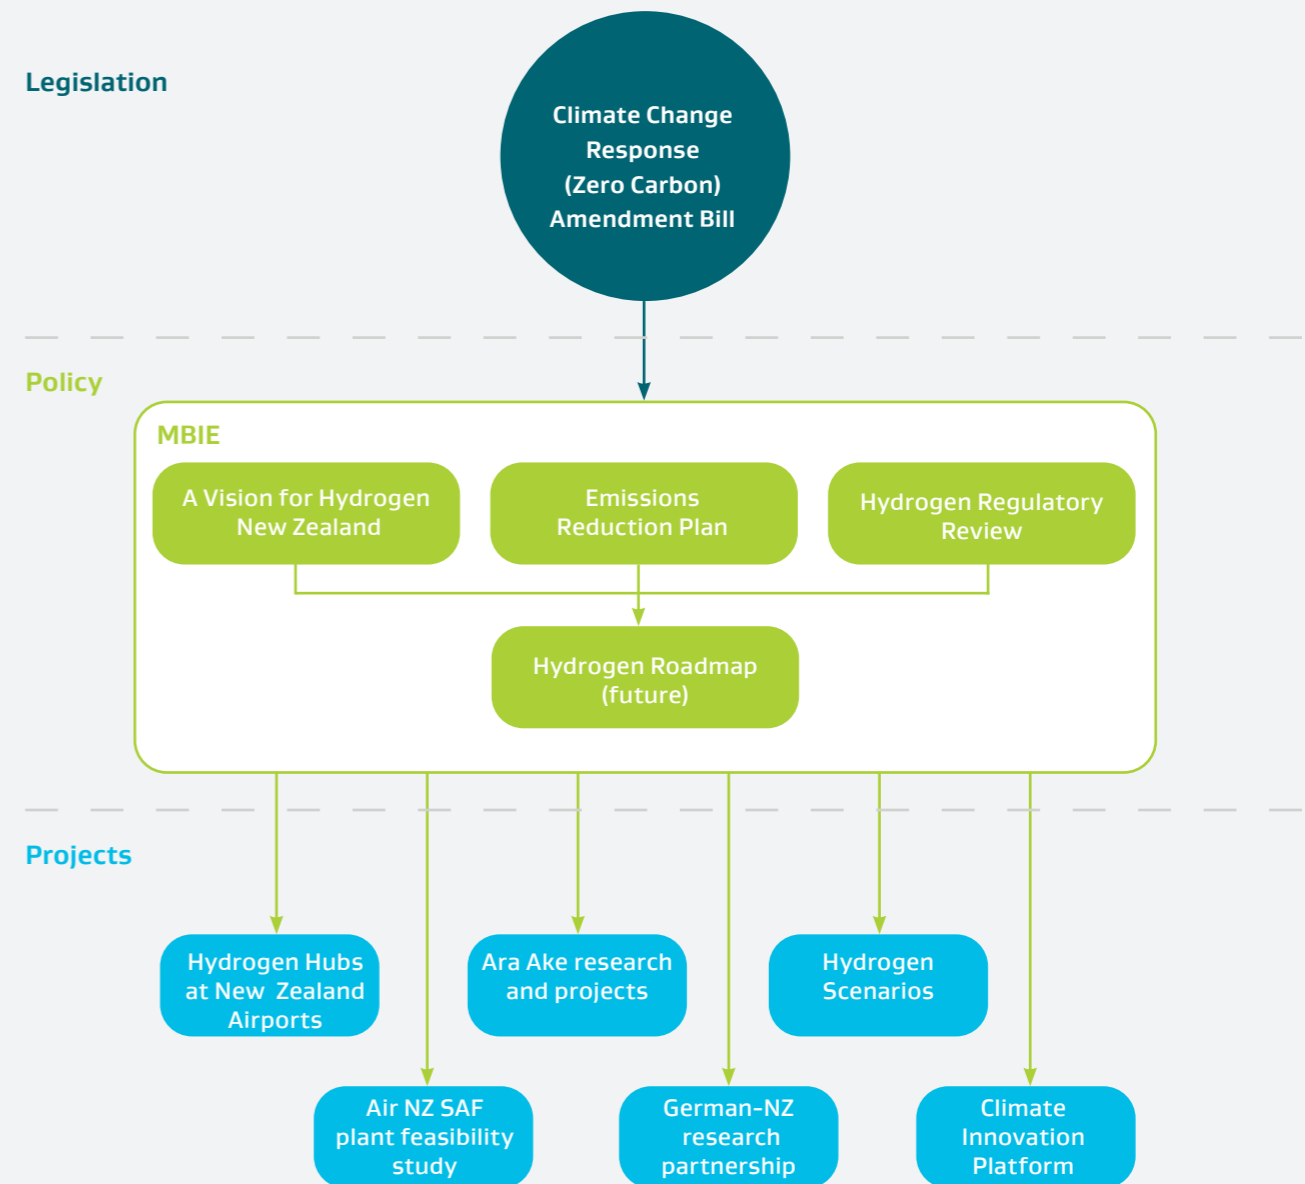 Legislation
Climate Change
Response
(Zero Carbon)
Amendment Bill
Policy
MBIE
A Vision for Hydrogen
New Zealand
Emissions
Reduction Plan
Hydrogen Regulatory
Review
Hydrogen Roadmap
(future)
Projects
Hydrogen Hubs
at New Zealand
Airports
Ara Ake research
and projects
Hydrogen
Scenarios
Air NZ SAF
plant feasibility
study
German-NZ
research
partnership
Climate
Innovation
Platform